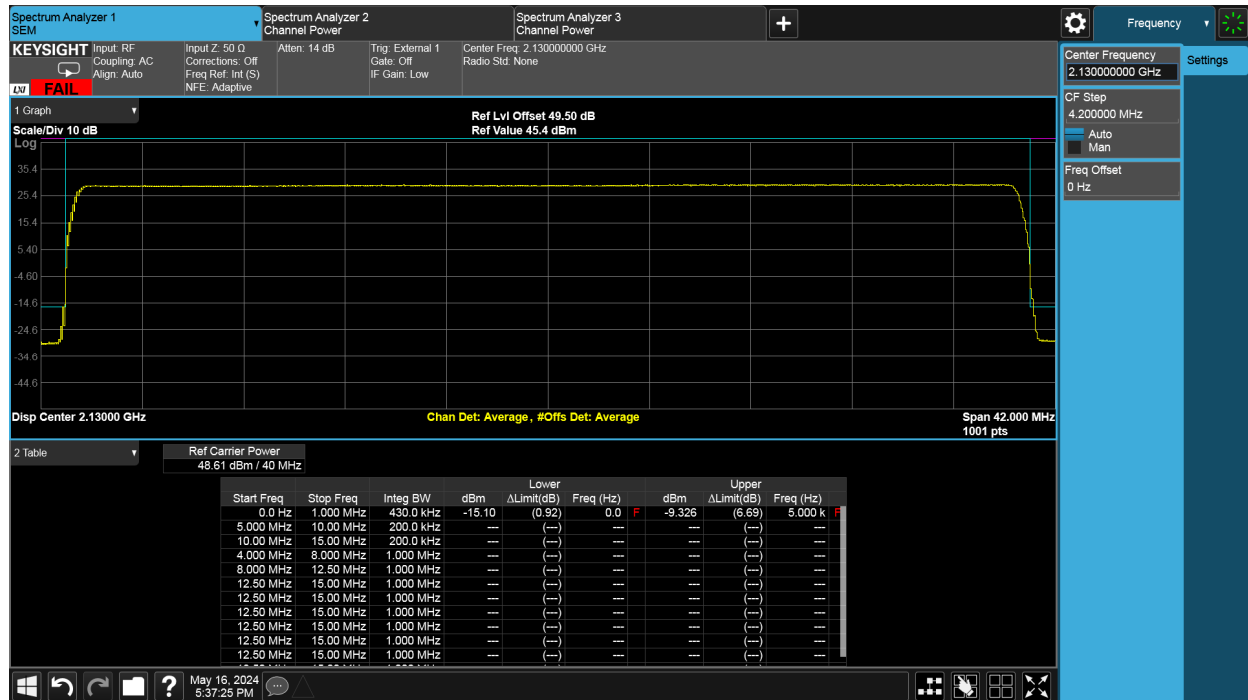 Spectrum Analyzer 1
SEM
Spectrum Analyzer 2
Channel Power
Spectrum Analyzer 3
Channel Power
Frequency
KEYSIGHT
LXI
FAIL
Input: RF
Coupling: AC
Align: Auto
Input Z: 50 Ω
Corrections: Off
Freq Ref: Int (S)
NFE: Adaptive
Atten: 14 dB
Trig: External 1
Gate: Off
IF Gain: Low
Center Freq: 2.130000000 GHz
Radio Std: None
Center Frequency
2.130000000 GHz
Settings
CF Step
4.200000 MHz
Auto
Man
Freq Offset
0 Hz
1 Graph
Scale/Div 10 dB
Ref Lvl Offset 49.50 dB
Ref Value 45.4 dBm
Log
35.4
25.4
15.4
5.40
-4.60
-14.6
-24.6
-34.6
-44.6
Disp Center 2.13000 GHz
Chan Det: Average, #Offs Det: Average
Span 42.000 MHz
1001 pts
2 Table
Ref Carrier Power
48.61 dBm / 40 MHz
Lower Upper
Start Freq Stop Freq Integ BW dBm ΔLimit(dB) Freq (Hz) dBm ΔLimit(dB) Freq (Hz)
0.0 Hz 1.000 MHz 430.0 kHz -15.10 (0.92) 0.0 F -9.326 (6.69) 5.000 k F
5.000 MHz 10.00 MHz 200.0 kHz --- (---) --- --- (---) ---
10.00 MHz 15.00 MHz 200.0 kHz --- (---) --- --- (---) ---
4.000 MHz 8.000 MHz 1.000 MHz --- (---) --- --- (---) ---
8.000 MHz 12.50 MHz 1.000 MHz --- (---) --- --- (---) ---
12.50 MHz 15.00 MHz 1.000 MHz --- (---) --- --- (---) ---
12.50 MHz 15.00 MHz 1.000 MHz --- (---) --- --- (---) ---
12.50 MHz 15.00 MHz 1.000 MHz --- (---) --- --- (---) ---
12.50 MHz 15.00 MHz 1.000 MHz --- (---) --- --- (---) ---
12.50 MHz 15.00 MHz 1.000 MHz --- (---) --- --- (---) ---
12.50 MHz 15.00 MHz 1.000 MHz --- (---) --- --- (---) ---
May 16, 2024
5:37:25 PM